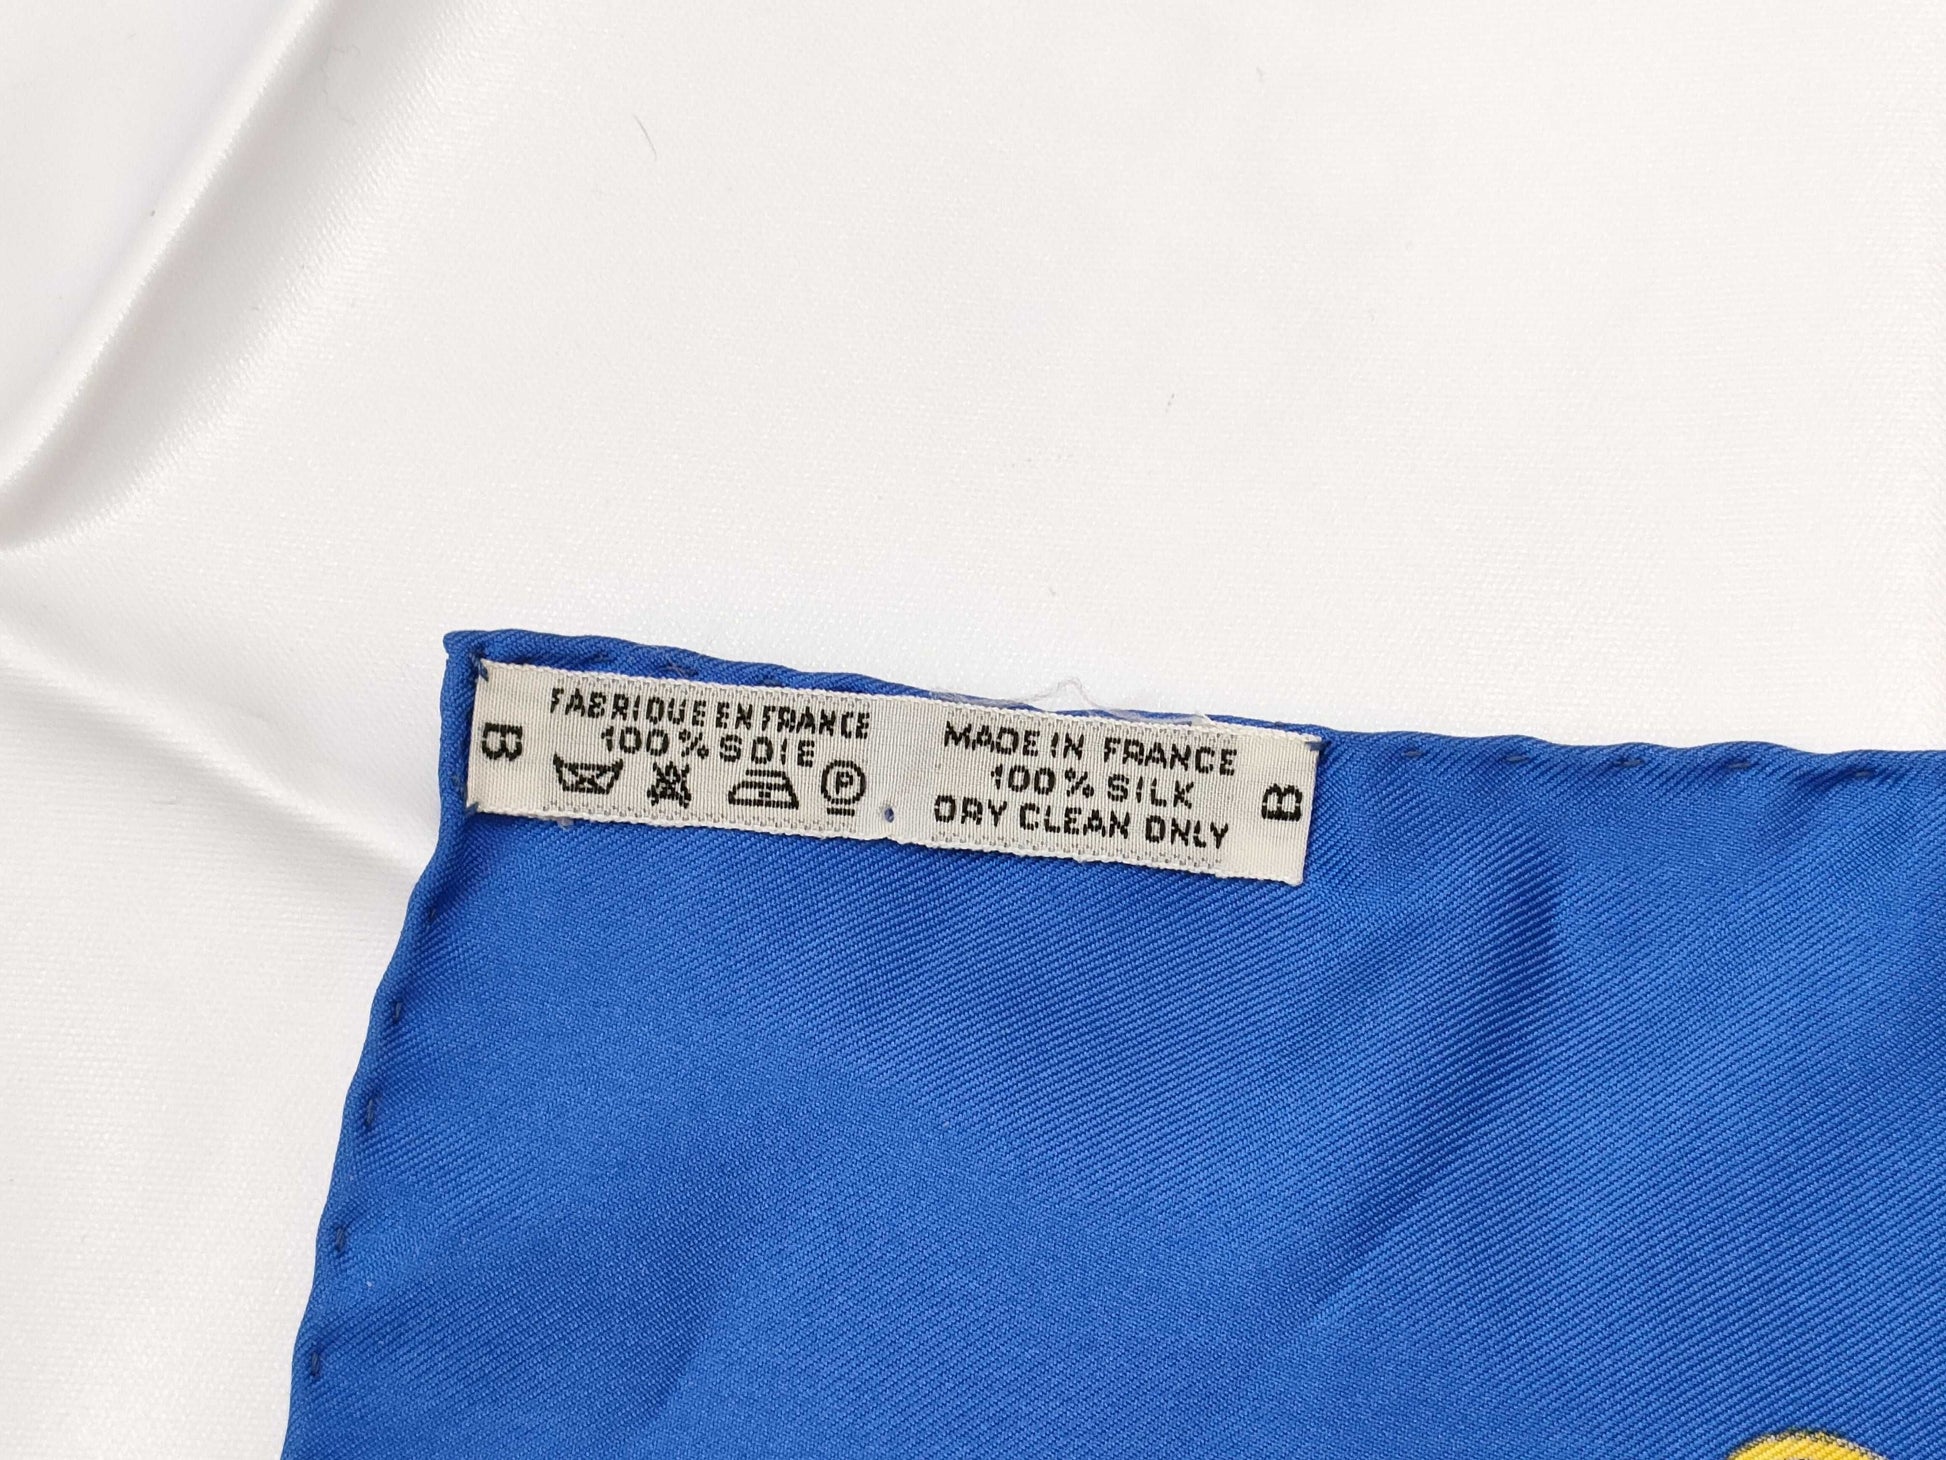 B
FABRIQUE EN FRANCE
100% SOIE
P
MADE IN FRANCE
100% SILK
DRY CLEAN ONLY
B